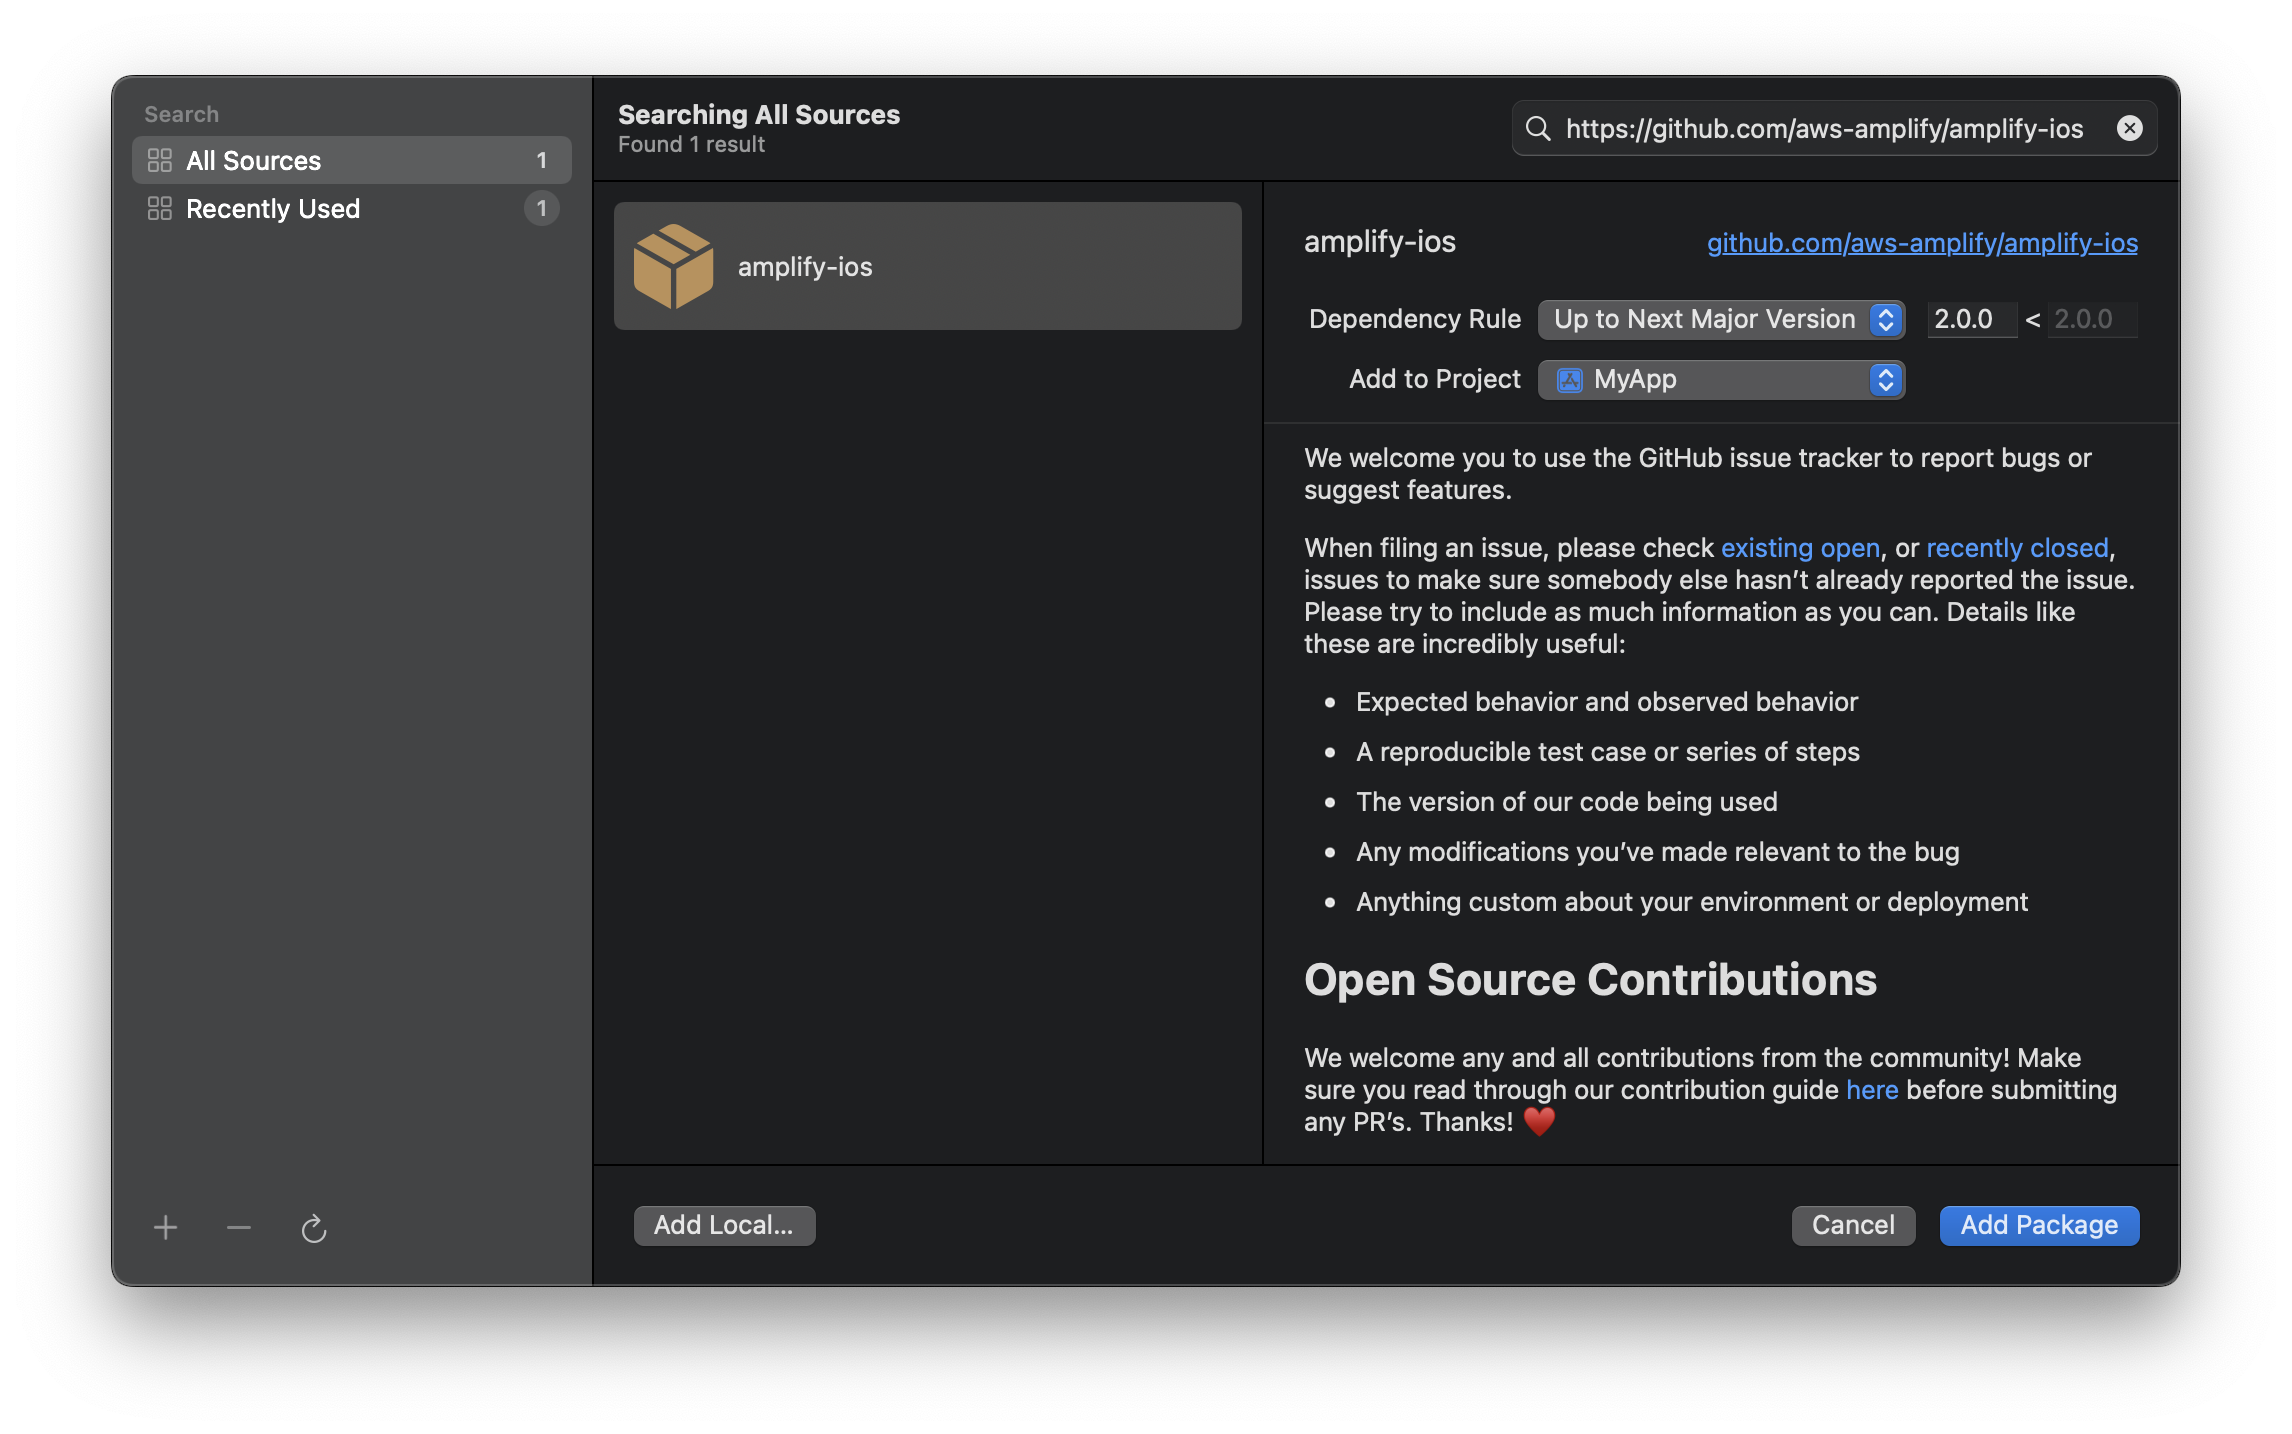 Search
All Sources 1
Recently Used 1
Searching All Sources
Found 1 result
https://github.com/aws-amplify/amplify-ios
amplify-ios
amplify-ios
github.com/aws-amplify/amplify-ios
Dependency Rule Up to Next Major Version 2.0.0 < 2.0.0
Add to Project MyApp
We welcome you to use the GitHub issue tracker to report bugs or
suggest features.
When filing an issue, please check existing open, or recently closed,
issues to make sure somebody else hasn’t already reported the issue.
Please try to include as much information as you can. Details like
these are incredibly useful:
• Expected behavior and observed behavior
• A reproducible test case or series of steps
• The version of our code being used
• Any modifications you’ve made relevant to the bug
• Anything custom about your environment or deployment
Open Source Contributions
We welcome any and all contributions from the community! Make
sure you read through our contribution guide here before submitting
any PR’s. Thanks! ♥️
Add Local...
Cancel
Add Package